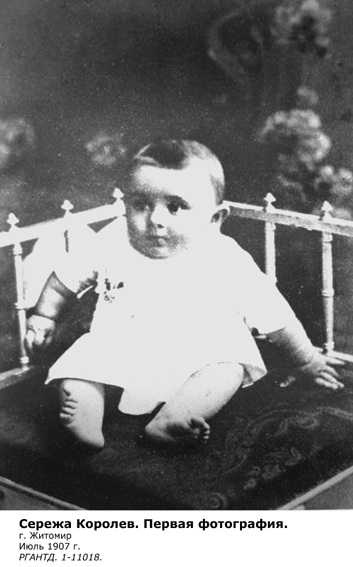 Сережа Королев. Первая фотография.
г. Житомир
Июль 1907 г.
РГАНТД. 1-11018.